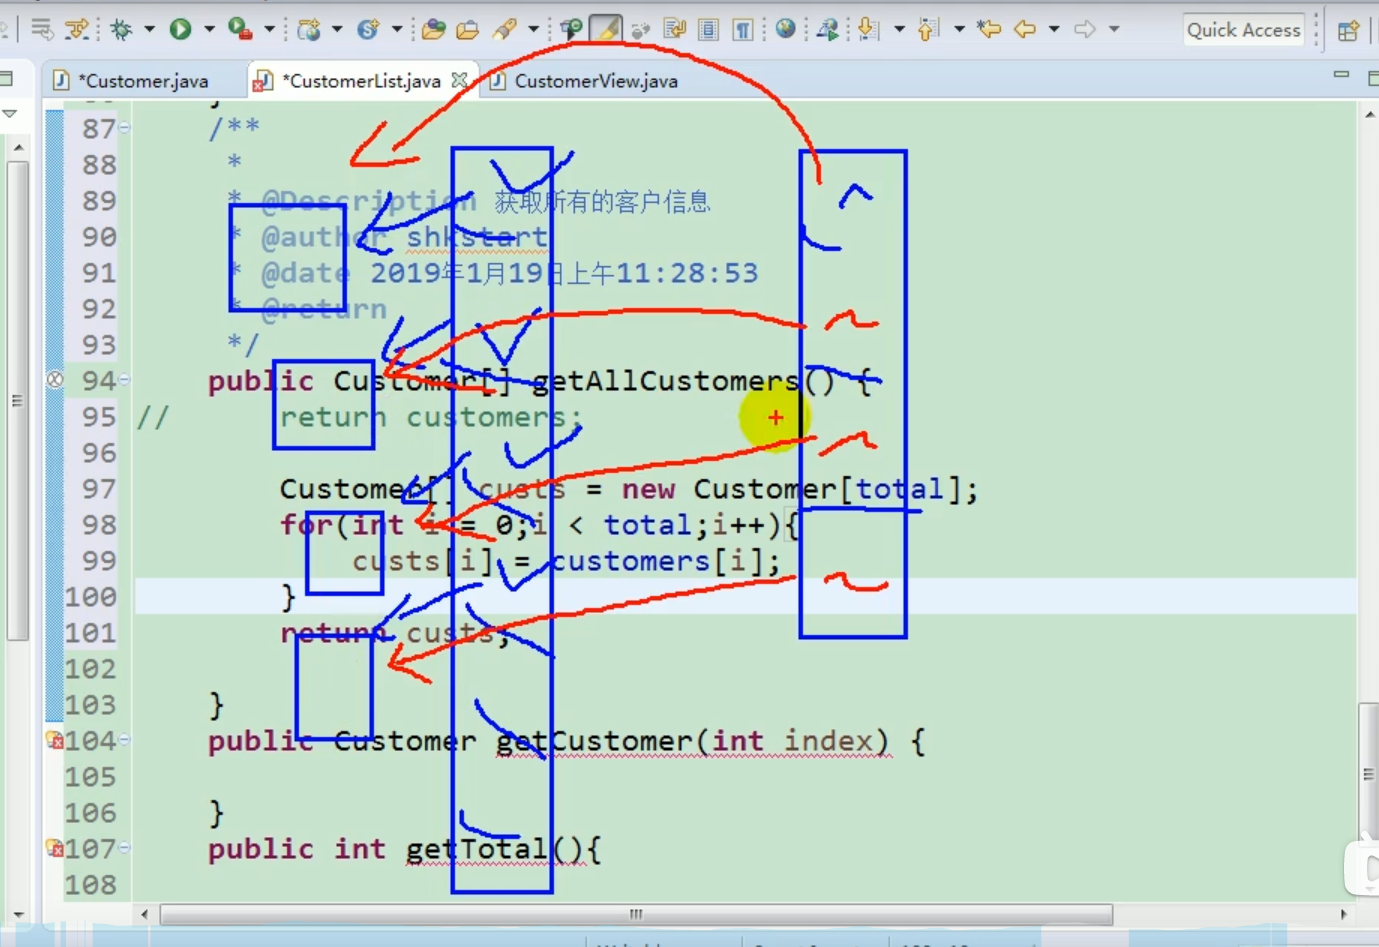 Quick Access
*Customer.java
*CustomerList.java
CustomerView.java
87 /**
88 *
89 * @Description 获取所有的客户信息
90 * @author shkstart
91 * @date 2019年1月19日上午11:28:53
92 * @return
93 */
94 public Customer[] getAllCustomers() {
95 // return customers;
96
97 Customer[] custs = new Customer[total];
98 for(int i = 0;i < total;i++){
99 custs[i] = customers[i];
100 }
101 return custs;
102
103 }
104 public Customer getCustomer(int index) {
105
106 }
107 public int getTotal(){
108